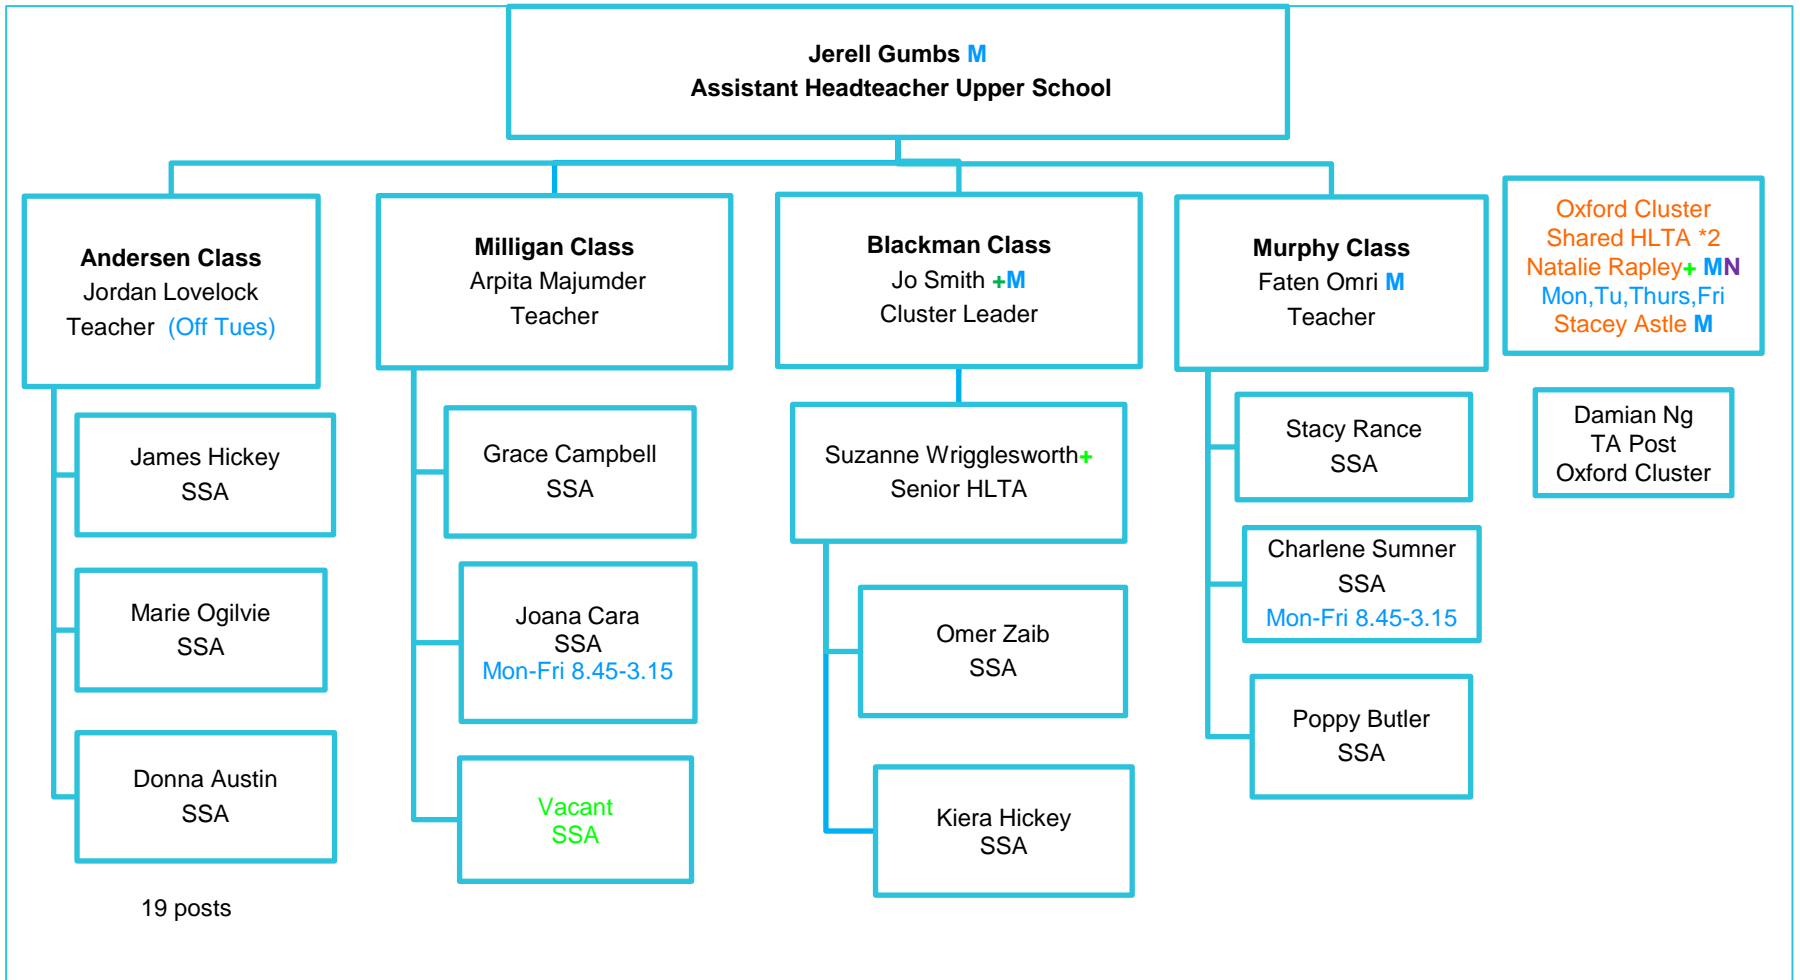 Jerell Gumbs M
Assistant Headteacher Upper School
Andersen Class
Jordan Lovelock
Teacher (Off Tues)
James Hickey
SSA
Marie Ogilvie
SSA
Donna Austin
SSA
19 posts
Milligan Class
Arpita Majumder
Teacher
Grace Campbell
SSA
Joana Cara
SSA
Mon-Fri 8.45-3.15
Vacant
SSA
Blackman Class
Jo Smith +M
Cluster Leader
Suzanne Wrigglesworth+
Senior HLTA
Omer Zaib
SSA
Kiera Hickey
SSA
Murphy Class
Faten Omri M
Teacher
Stacy Rance
SSA
Charlene Sumner
SSA
Mon-Fri 8.45-3.15
Poppy Butler
SSA
Oxford Cluster
Shared HLTA *2
Natalie Rapley+ MN
Mon,Tu,Thurs,Fri
Stacey Astle M
Damian Ng
TA Post
Oxford Cluster